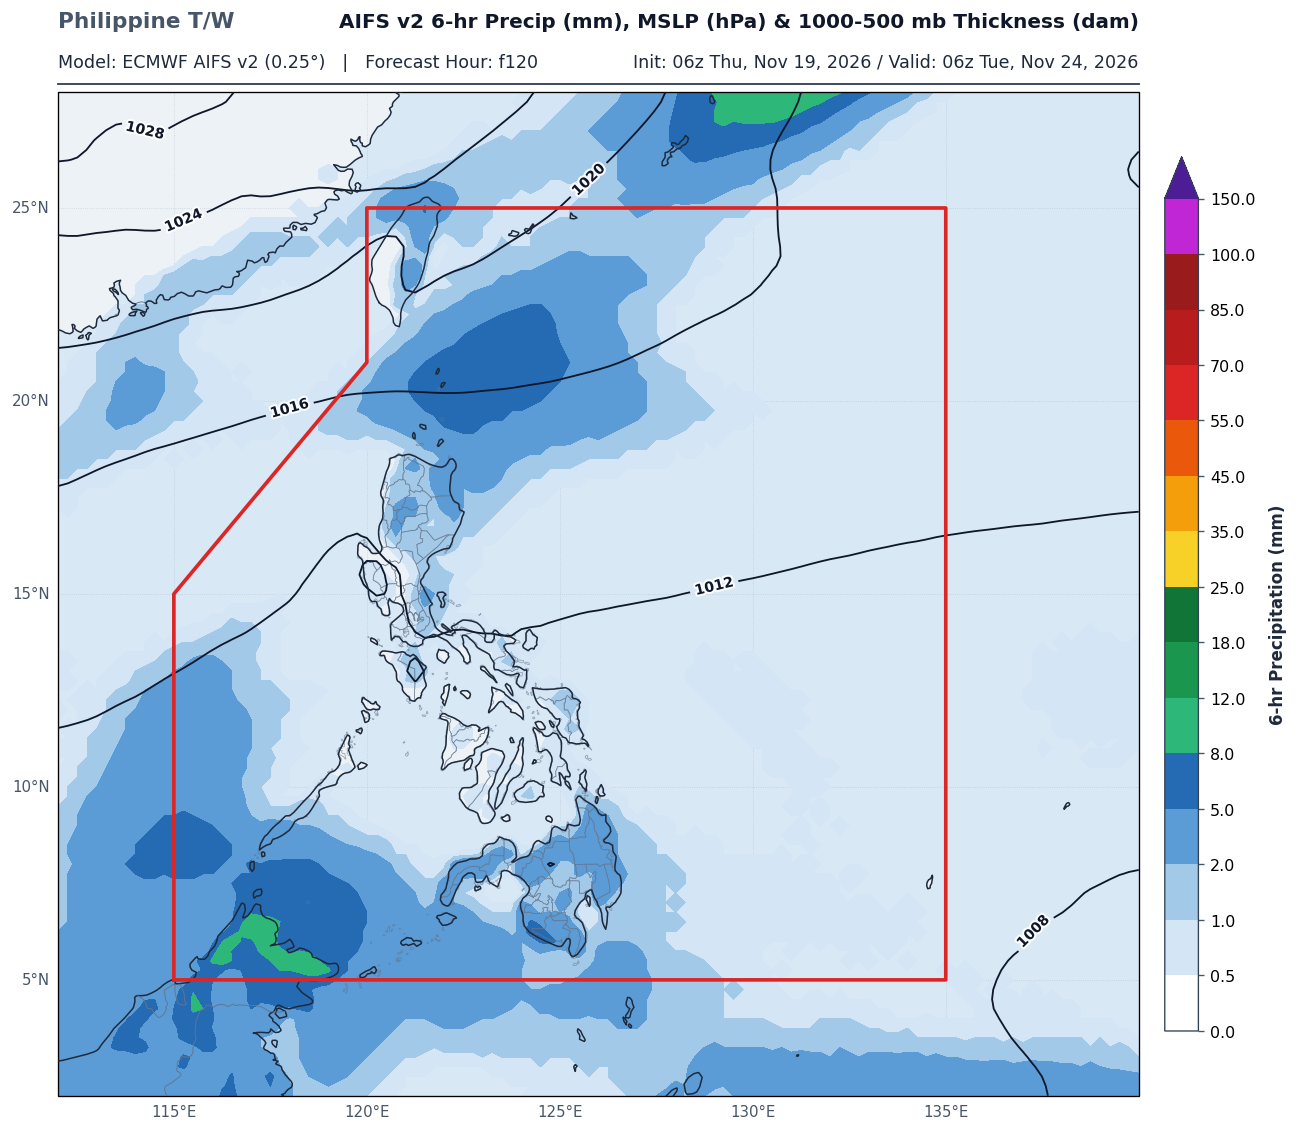 Philippine T/W
AIFS v2 6-hr Precip (mm), MSLP (hPa) & 1000-500 mb Thickness (dam)
Model: ECMWF AIFS v2 (0.25°) | Forecast Hour: f120
Init: 06z Thu, Nov 19, 2026 / Valid: 06z Tue, Nov 24, 2026
1028
1024
1020
1016
1012
1008
25°N
20°N
15°N
10°N
5°N
115°E
120°E
125°E
130°E
135°E
150.0
100.0
85.0
70.0
55.0
45.0
35.0
25.0
18.0
12.0
8.0
5.0
2.0
1.0
0.5
0.0
6-hr Precipitation (mm)